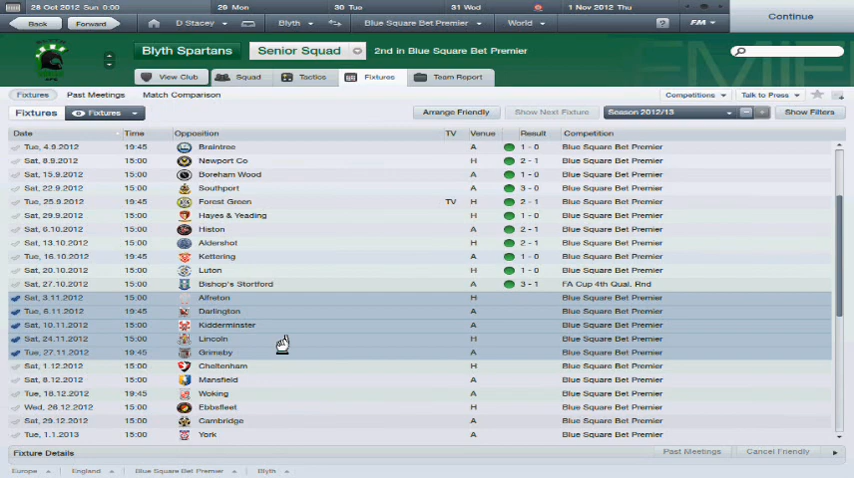 28 Oct 2012 Sun 0:00 29 Mon 30 Tue 31 Wed 1 Nov 2012 Thu
Back Forward D Stacey Blyth Blue Square Bet Premier World ? FM Continue
Blyth Spartans Senior Squad 2nd in Blue Square Bet Premier
View Club Squad Tactics Fixtures Team Report
Fixtures Past Meetings Match Comparison Competitions Talk to Press
Fixtures Fixtures Arrange Friendly Show Next Fixture Season 2012/13 Show Filters
Date Time Opposition TV Venue Result Competition
Tue, 4.9.2012 19:45 Braintree A 1 - 0 Blue Square Bet Premier
Sat, 8.9.2012 15:00 Newport Co H 2 - 1 Blue Square Bet Premier
Sat, 15.9.2012 15:00 Boreham Wood A 1 - 0 Blue Square Bet Premier
Sat, 22.9.2012 15:00 Southport A 3 - 0 Blue Square Bet Premier
Tue, 25.9.2012 19:45 Forest Green TV H 2 - 1 Blue Square Bet Premier
Sat, 29.9.2012 15:00 Hayes & Yeading H 1 - 0 Blue Square Bet Premier
Sat, 6.10.2012 15:00 Histon A 2 - 1 Blue Square Bet Premier
Sat, 13.10.2012 15:00 Aldershot H 2 - 1 Blue Square Bet Premier
Tue, 16.10.2012 19:45 Kettering A 1 - 0 Blue Square Bet Premier
Sat, 20.10.2012 15:00 Luton H 1 - 0 Blue Square Bet Premier
Sat, 27.10.2012 15:00 Bishop's Stortford A 3 - 1 FA Cup 4th Qual. Rnd
Sat, 3.11.2012 15:00 Alfreton H Blue Square Bet Premier
Tue, 6.11.2012 15:00 Darlington A Blue Square Bet Premier
Sat, 10.11.2012 15:00 Kidderminster A Blue Square Bet Premier
Sat, 24.11.2012 15:00 Lincoln H Blue Square Bet Premier
Tue, 27.11.2012 19:45 Grimsby A Blue Square Bet Premier
Sat, 1.12.2012 15:00 Cheltenham H Blue Square Bet Premier
Sat, 8.12.2012 15:00 Mansfield A Blue Square Bet Premier
Tue, 18.12.2012 19:45 Woking A Blue Square Bet Premier
Wed, 26.12.2012 15:00 Ebbsfleet H Blue Square Bet Premier
Sat, 29.12.2012 15:00 Cambridge A Blue Square Bet Premier
Tue, 1.1.2013 15:00 York A Blue Square Bet Premier
Fixture Details Past Meetings Cancel Friendly
Europe England Blue Square Bet Premier Blyth